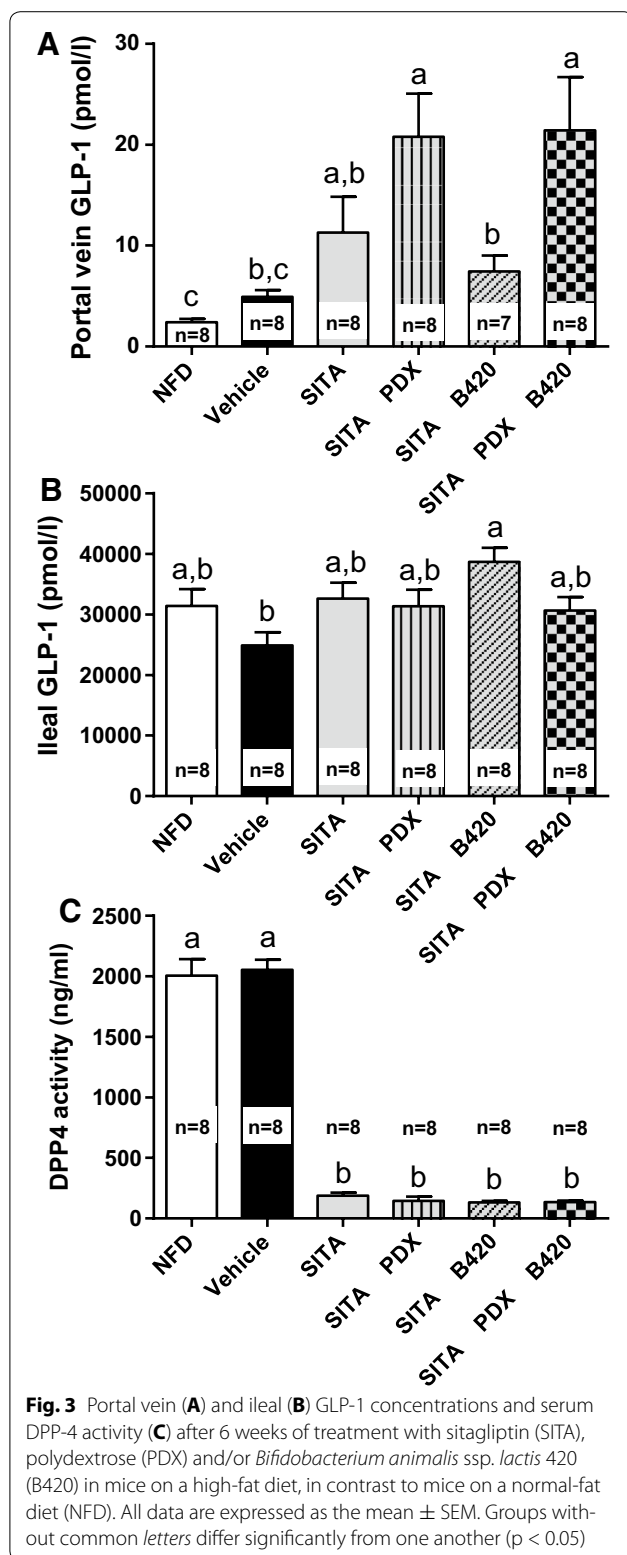 A
Portal vein GLP-1 (pmol/l)
30
20
10
0
c
b,c
a,b
a
b
a
n=8
n=8
n=8
n=8
n=7
n=8
NFD
Vehicle
SITA
SITA PDX
SITA B420
SITA PDX B420
B
Ileal GLP-1 (pmol/l)
50000
40000
30000
20000
10000
0
a,b
b
a,b
a,b
a
a,b
n=8
n=8
n=8
n=8
n=8
n=8
NFD
Vehicle
SITA
SITA PDX
SITA B420
SITA PDX B420
C
DPP4 activity (ng/ml)
2500
2000
1500
1000
500
0
a
a
n=8
n=8
n=8
n=8
n=8
n=8
b
b
b
b
NFD
Vehicle
SITA
SITA PDX
SITA B420
SITA PDX B420
Fig. 3 Portal vein (A) and ileal (B) GLP-1 concentrations and serum
DPP-4 activity (C) after 6 weeks of treatment with sitagliptin (SITA),
polydextrose (PDX) and/or Bifidobacterium animalis ssp. lactis 420
(B420) in mice on a high-fat diet, in contrast to mice on a normal-fat
diet (NFD). All data are expressed as the mean ± SEM. Groups with-
out common letters differ significantly from one another (p < 0.05)